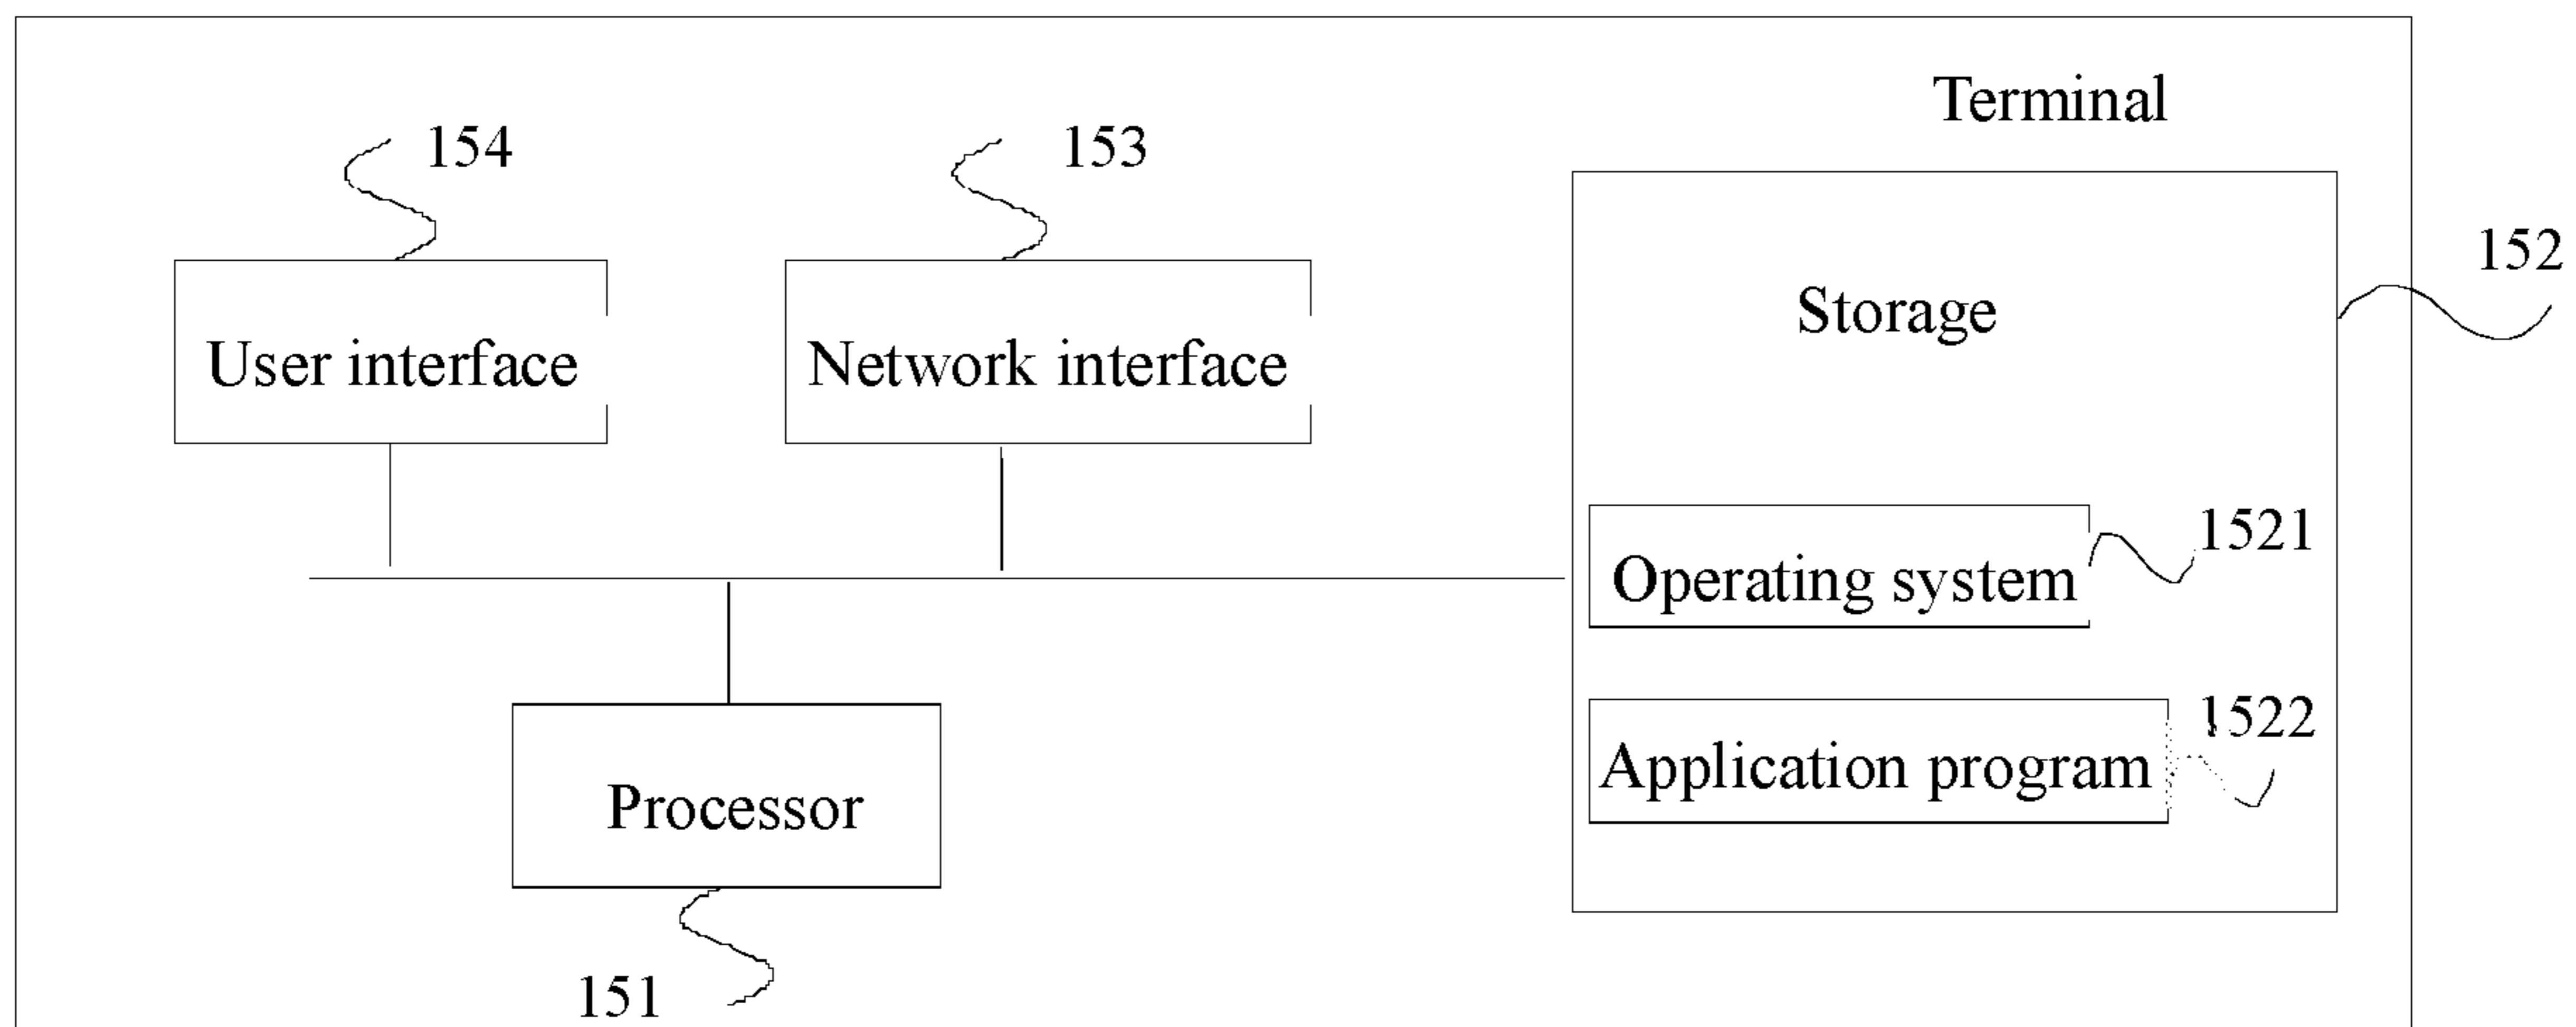 Terminal
154
153
152
User interface
Network interface
Storage
1521
Operating system
1522
Application program
Processor
151